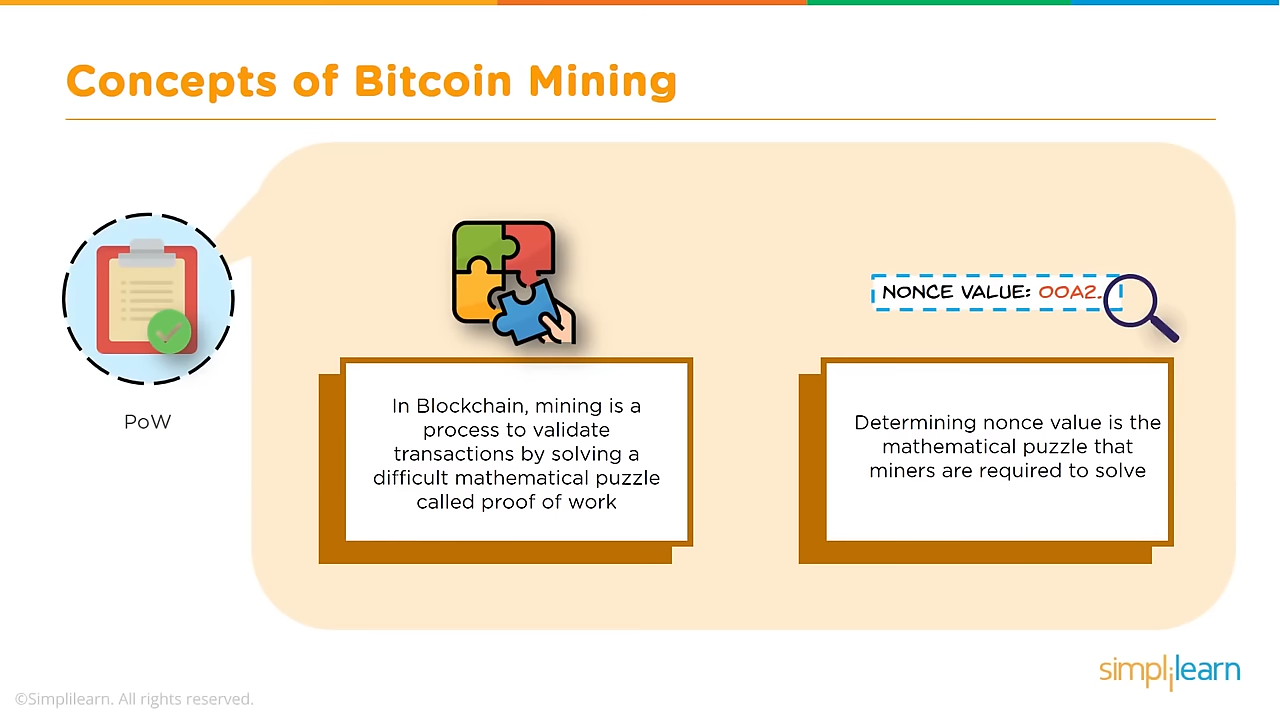 Concepts of Bitcoin Mining
NONCE VALUE: 00A2.
PoW
In Blockchain, mining is a
process to validate
transactions by solving a
difficult mathematical puzzle
called proof of work
Determining nonce value is the
mathematical puzzle that
miners are required to solve
simplilearn
©Simplilearn. All rights reserved.